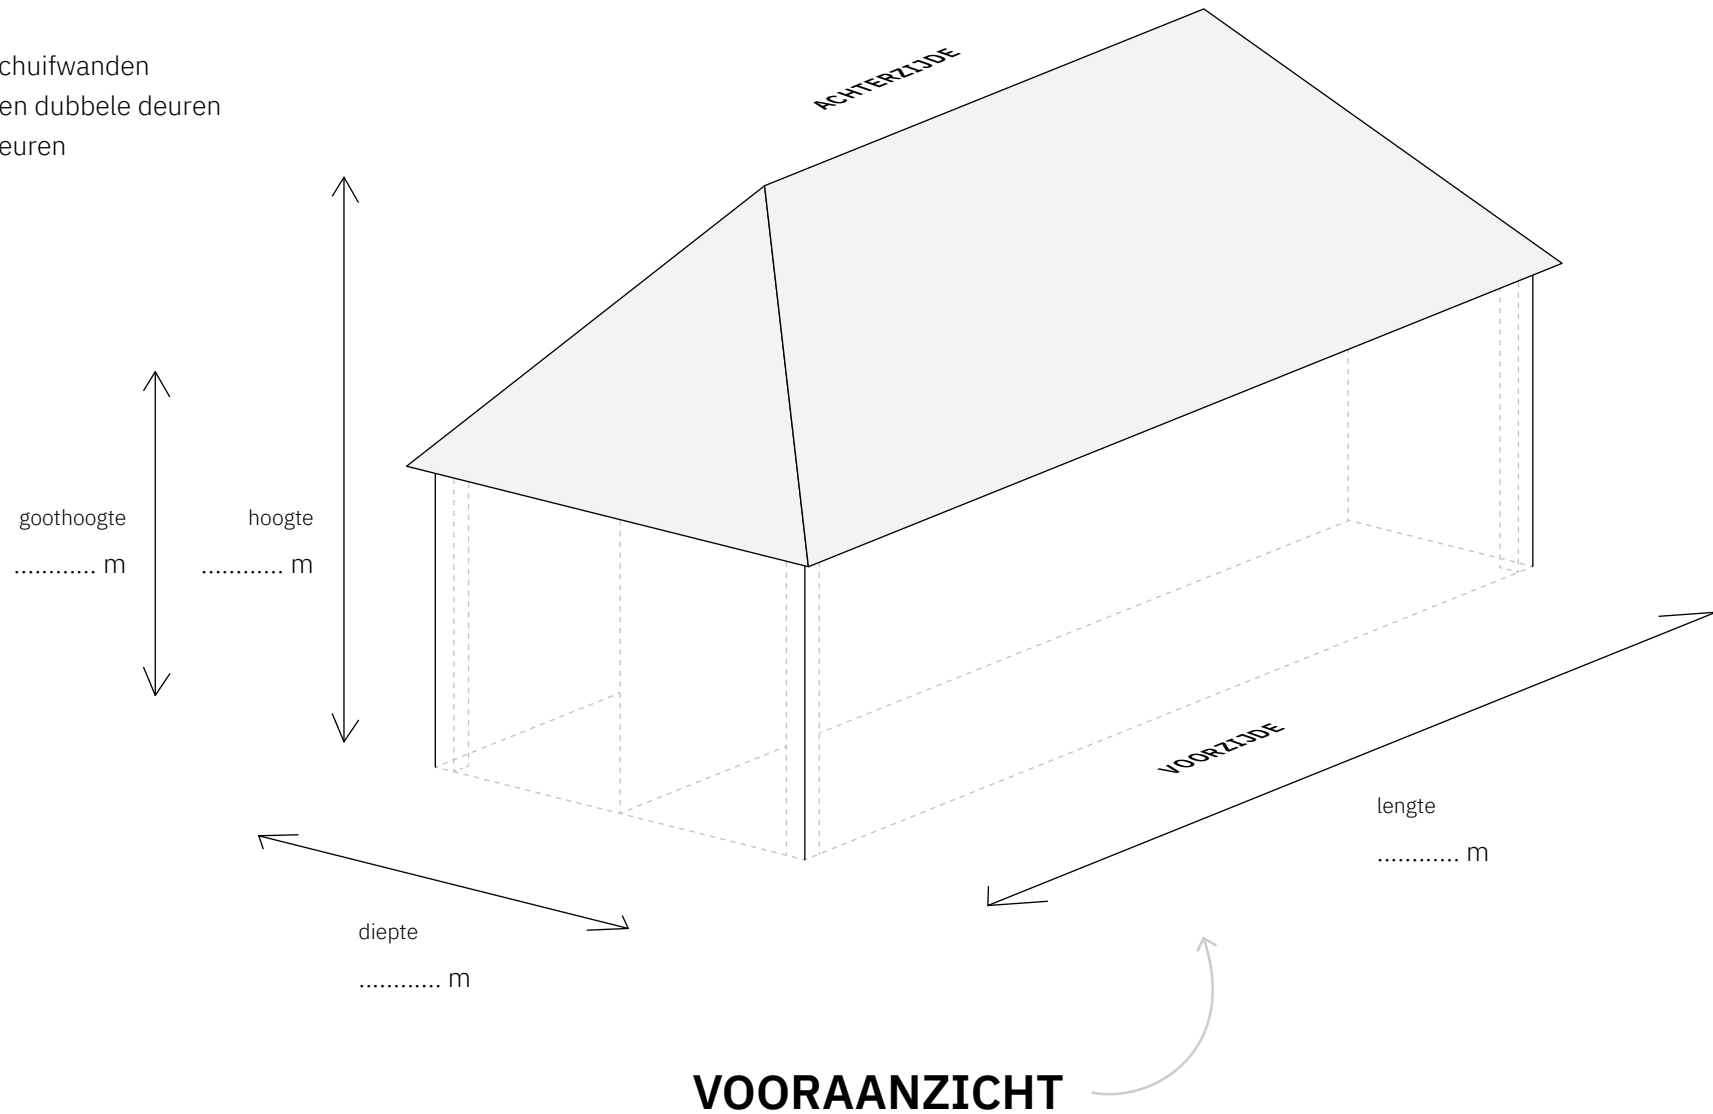 chuifwanden
en dubbele deuren
euren
ACHTERZIJDE
goothoogte
............ m
hoogte
............ m
VOORZIJDE
lengte
............ m
diepte
............ m
VOORAANZICHT